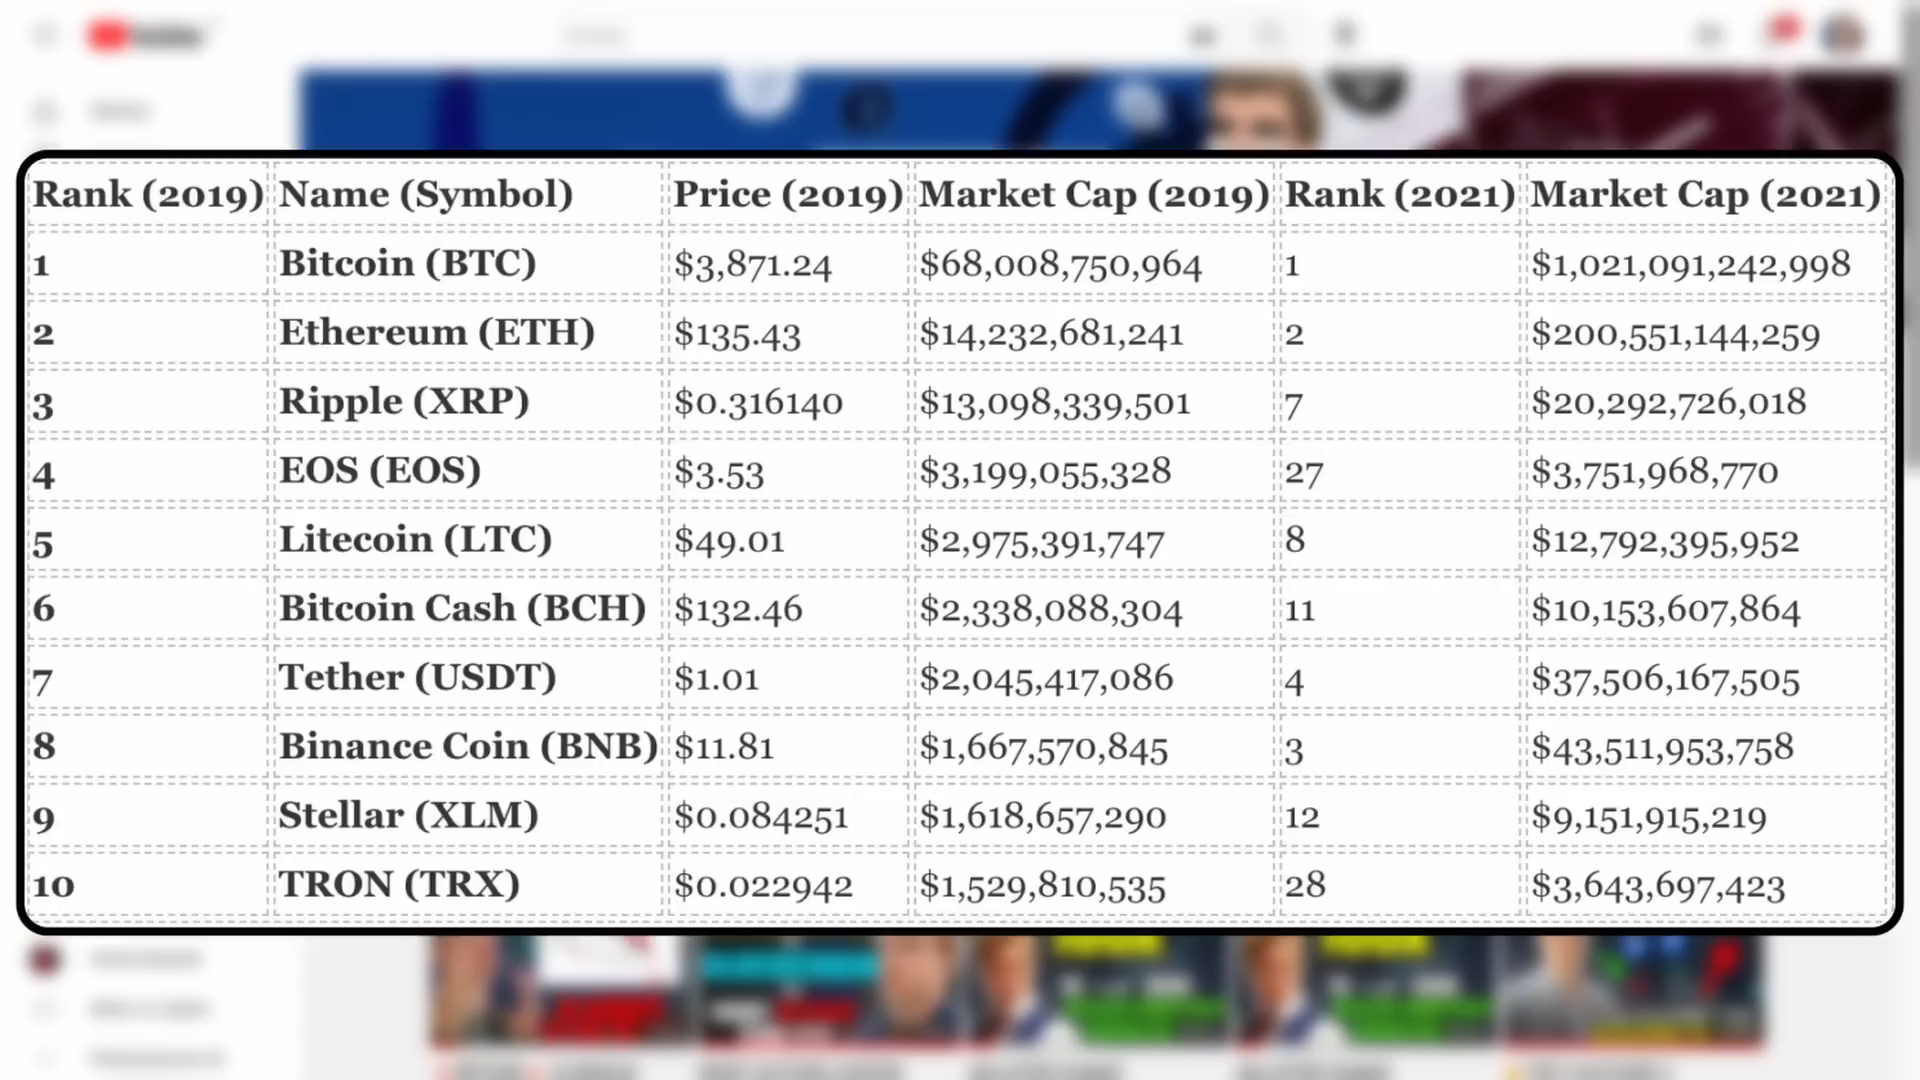 Rank (2019) Name (Symbol) Price (2019) Market Cap (2019) Rank (2021) Market Cap (2021)
1 Bitcoin (BTC) $3,871.24 $68,008,750,964 1 $1,021,091,242,998
2 Ethereum (ETH) $135.43 $14,232,681,241 2 $200,551,144,259
3 Ripple (XRP) $0.316140 $13,098,339,501 7 $20,292,726,018
4 EOS (EOS) $3.53 $3,199,055,328 27 $3,751,968,770
5 Litecoin (LTC) $49.01 $2,975,391,747 8 $12,792,395,952
6 Bitcoin Cash (BCH) $132.46 $2,338,088,304 11 $10,153,607,864
7 Tether (USDT) $1.01 $2,045,417,086 4 $37,506,167,505
8 Binance Coin (BNB) $11.81 $1,667,570,845 3 $43,511,953,758
9 Stellar (XLM) $0.084251 $1,618,657,290 12 $9,151,915,219
10 TRON (TRX) $0.022942 $1,529,810,535 28 $3,643,697,423